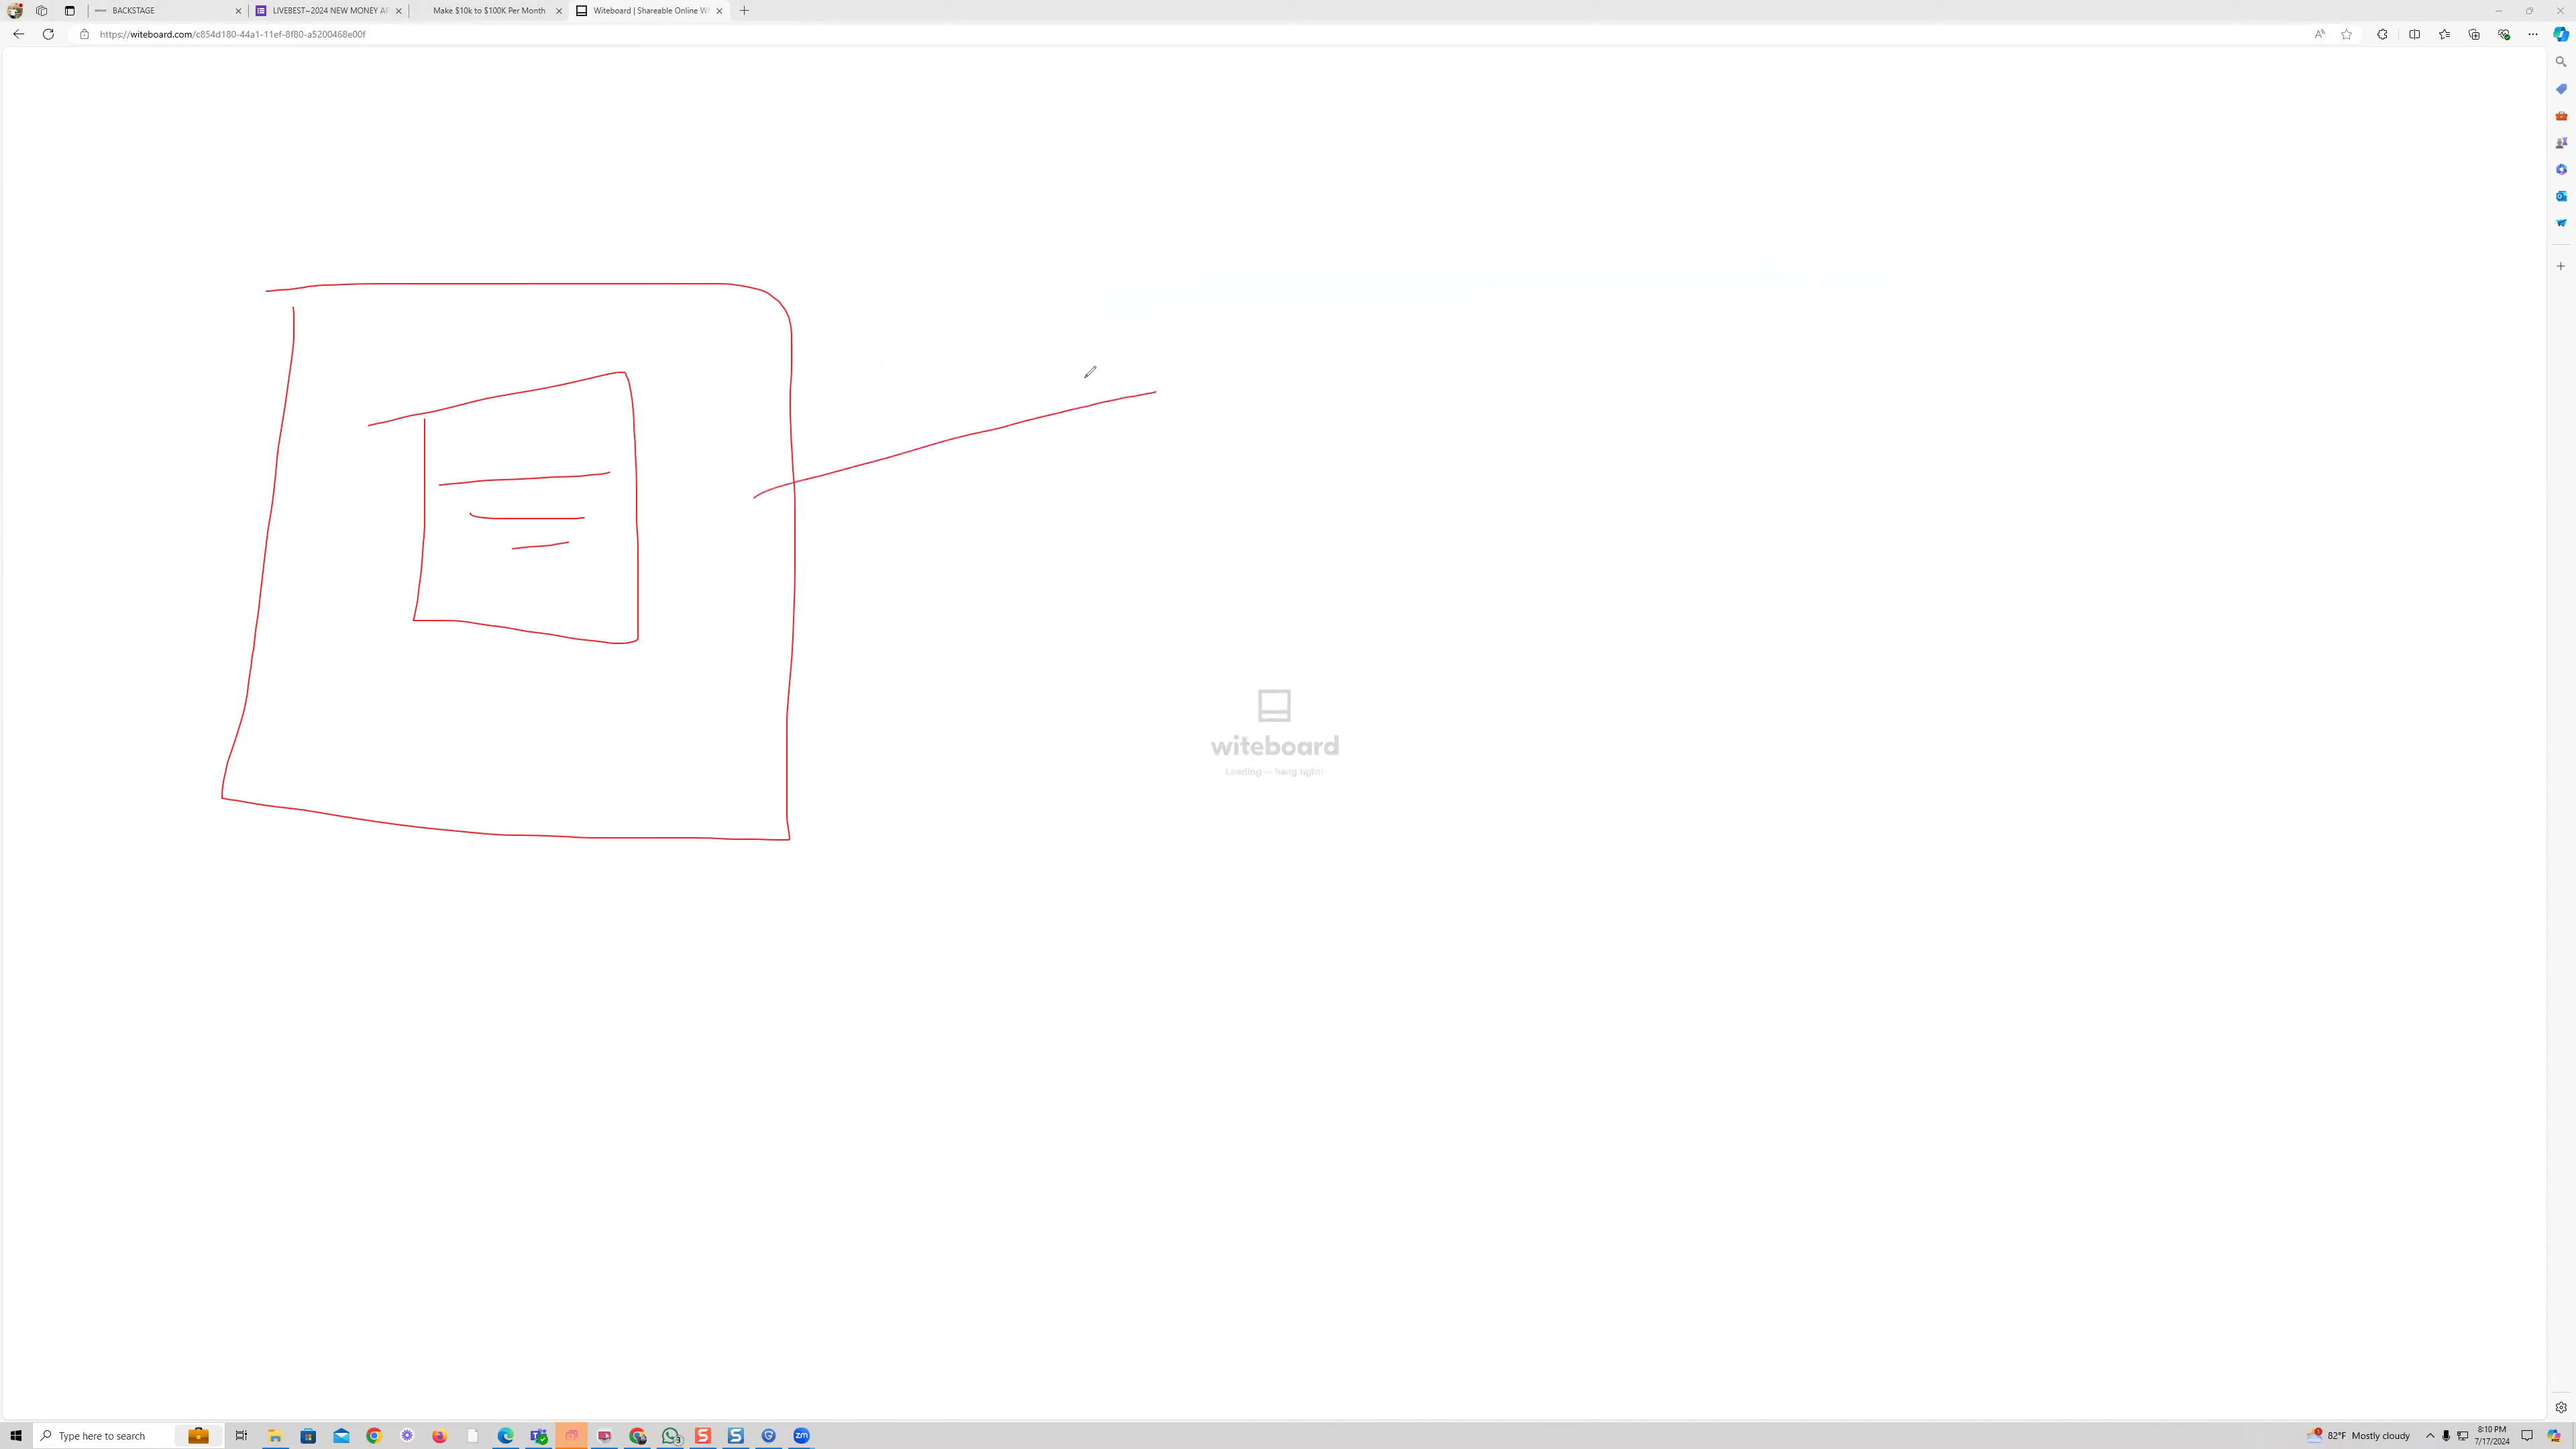 BACKSTAGE
LIVEBEST~2024 NEW MONEY AP
Make $10k to $100K Per Month
Witeboard | Shareable Online W
https://witeboard.com/c854d180-44a1-11ef-8f80-a5200468e00f
witeboard
Loading — hang tight!
Type here to search
82°F Mostly cloudy
8:10 PM
7/17/2024